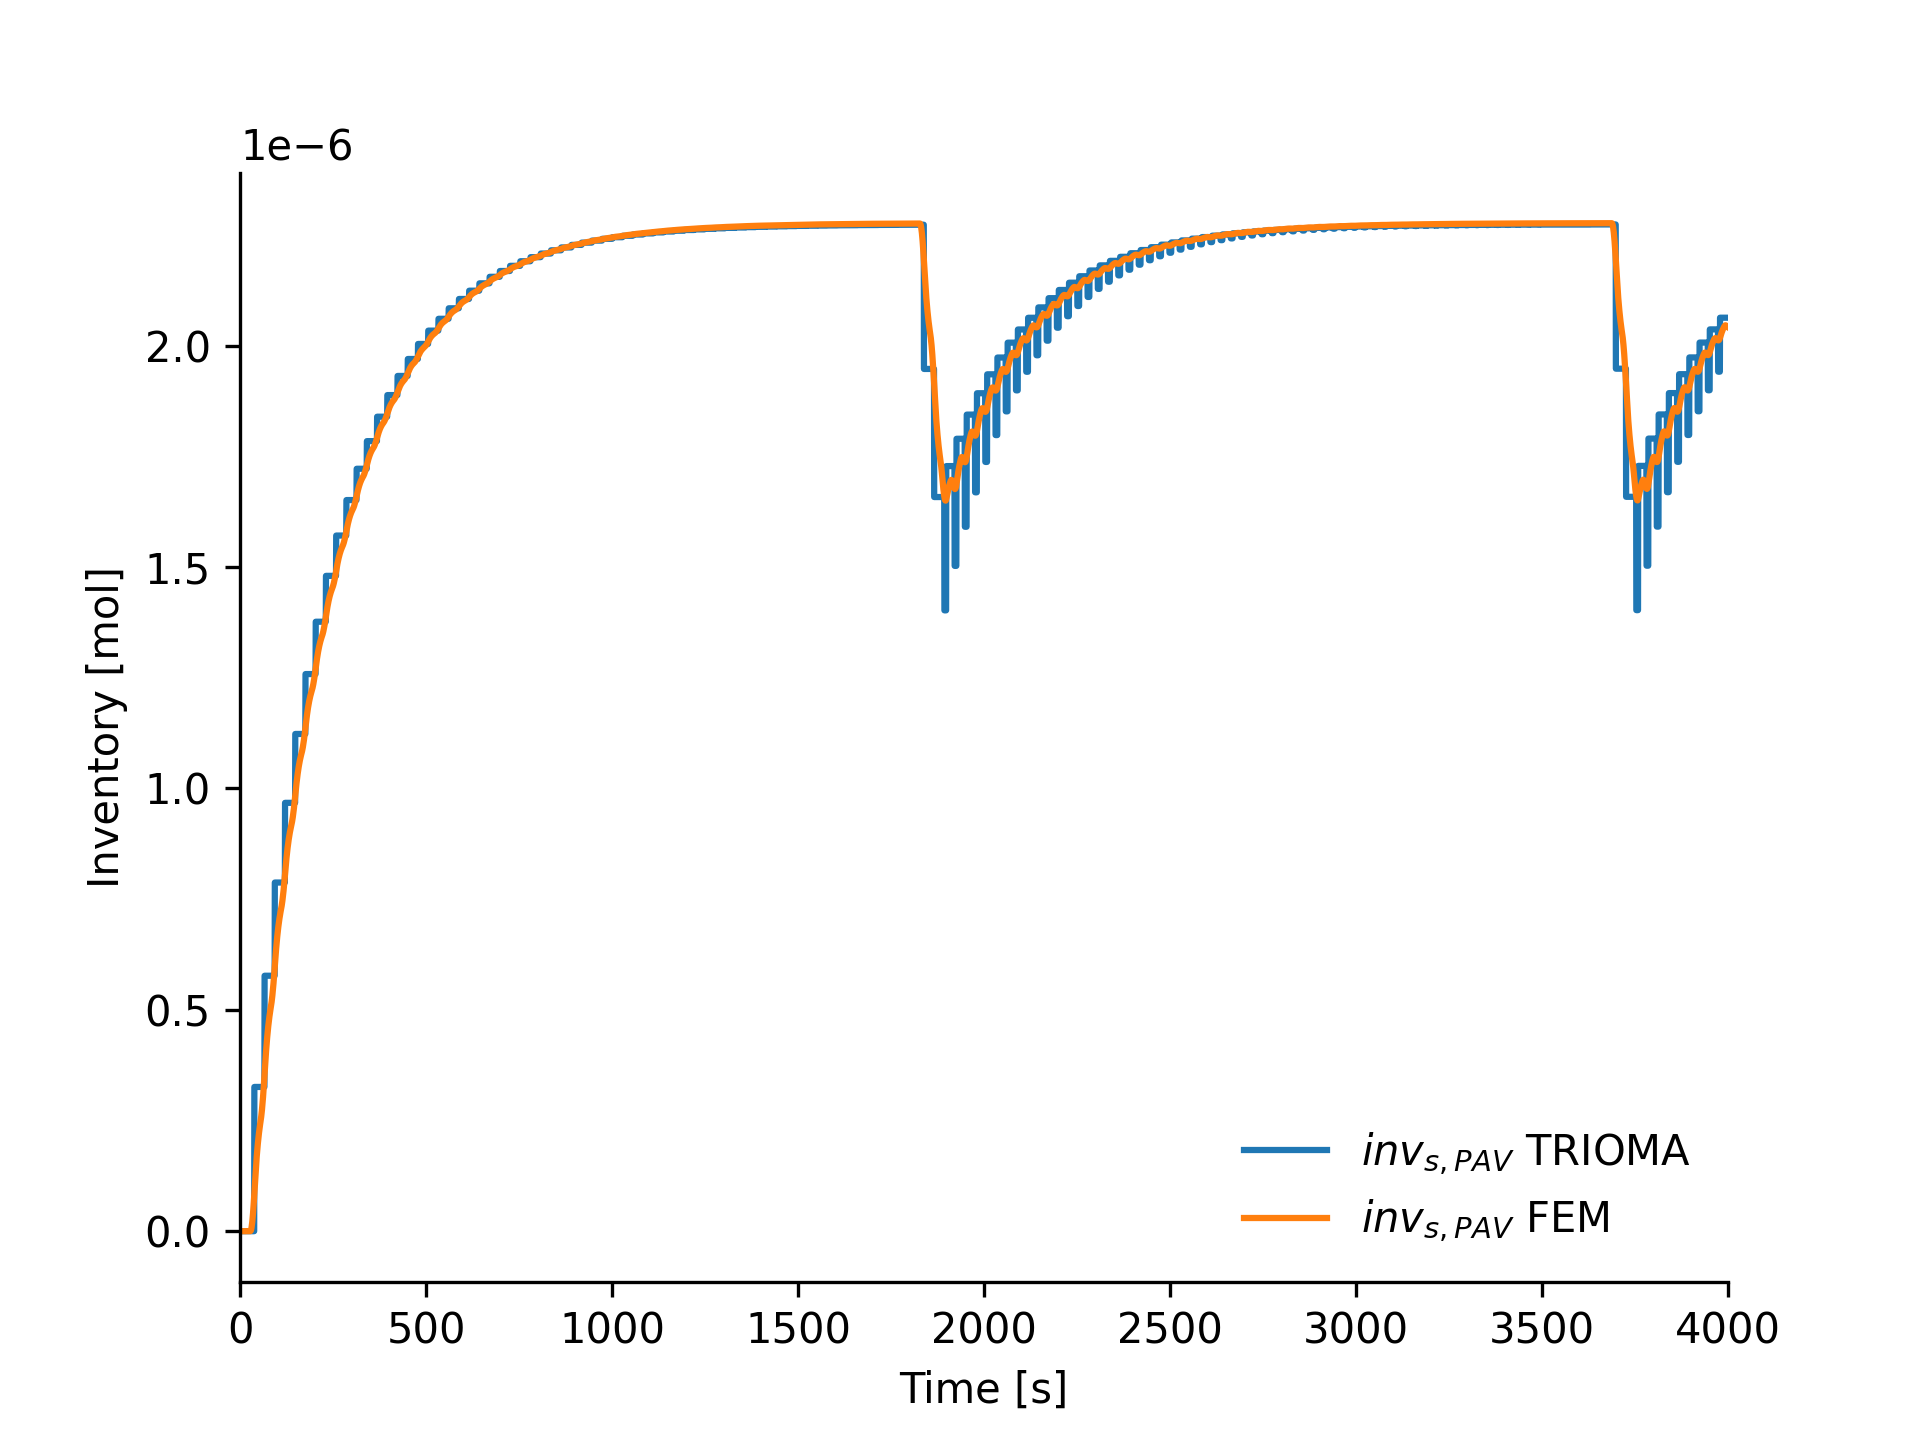 1e−6
2.0
1.5
1.0
0.5
0.0
Inventory [mol]
0 500 1000 1500 2000 2500 3000 3500 4000
Time [s]
inv_{s,PAV} TRIOMA
inv_{s,PAV} FEM